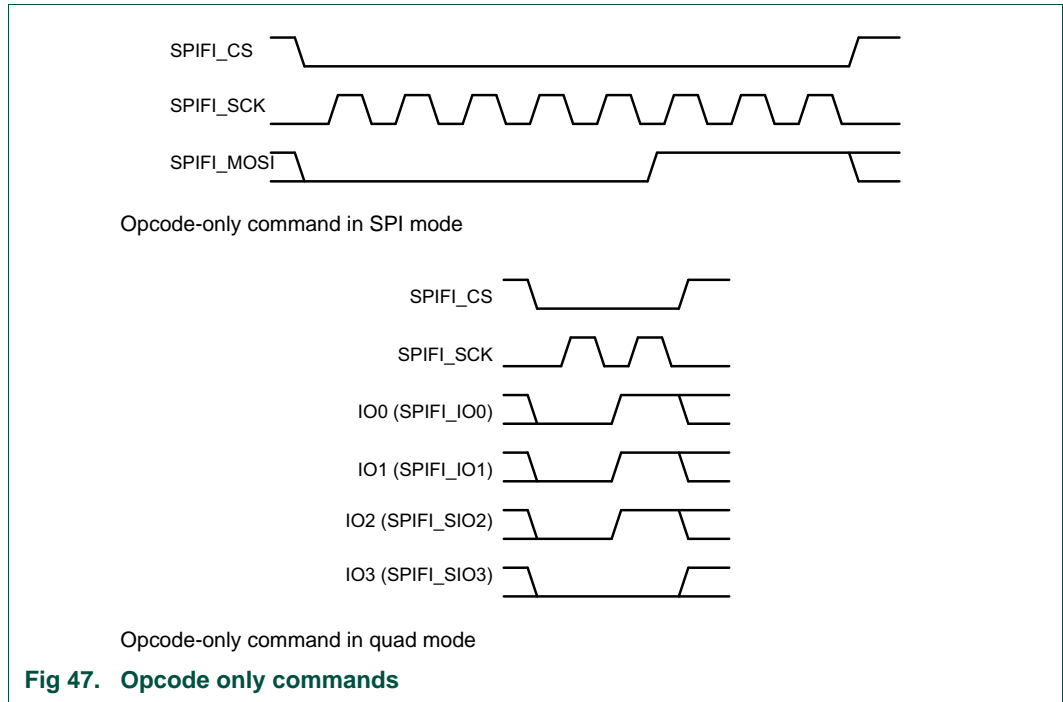 SPIFI_CS
SPIFI_SCK
SPIFI_MOSI
Opcode-only command in SPI mode
SPIFI_CS
SPIFI_SCK
IO0 (SPIFI_IO0)
IO1 (SPIFI_IO1)
IO2 (SPIFI_SIO2)
IO3 (SPIFI_SIO3)
Opcode-only command in quad mode
Fig 47. Opcode only commands